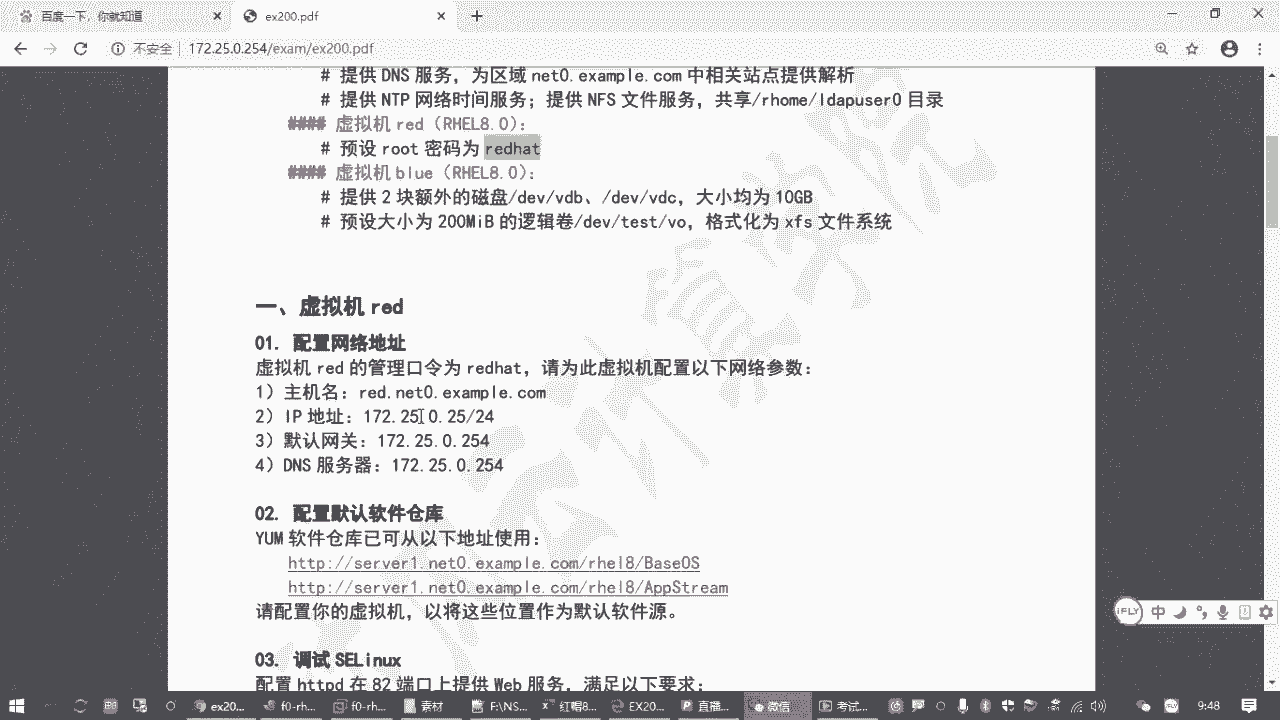 百度一下，你就知道
ex200.pdf
不安全
172.25.0.254/exam/ex200.pdf
# 提供 DNS 服务，为区域 net0.example.com 中相关站点提供解析
# 提供 NTP 网络时间服务；提供 NFS 文件服务，共享/rhome/ldapuser0 目录
#### 虚拟机 red（RHEL8.0）：
# 预设 root 密码为 redhat
#### 虚拟机 blue（RHEL8.0）：
# 提供 2 块额外的磁盘/dev/vdb、/dev/vdc，大小均为 10GB
# 预设大小为 200MiB 的逻辑卷/dev/test/vo，格式化为 xfs 文件系统
一、虚拟机 red
01. 配置网络地址
虚拟机 red 的管理口令为 redhat，请为此虚拟机配置以下网络参数：
1）主机名：red.net0.example.com
2）IP 地址：172.25.0.25/24
3）默认网关：172.25.0.254
4）DNS 服务器：172.25.0.254
02. 配置默认软件仓库
YUM 软件仓库已可从以下地址使用：
http://server1.net0.example.com/rhel8/BaseOS
http://server1.net0.example.com/rhel8/AppStream
请配置你的虚拟机，以将这些位置作为默认软件源。
03. 调试 SELinux
配置 httpd 在 82 端口上提供 Web 服务，满足以下要求：
iFLY 中
ex20... f0-rh... f0-rh... 素材 F:\NS... 红帽8... EX20... 直播... 微信 考试... 9:48